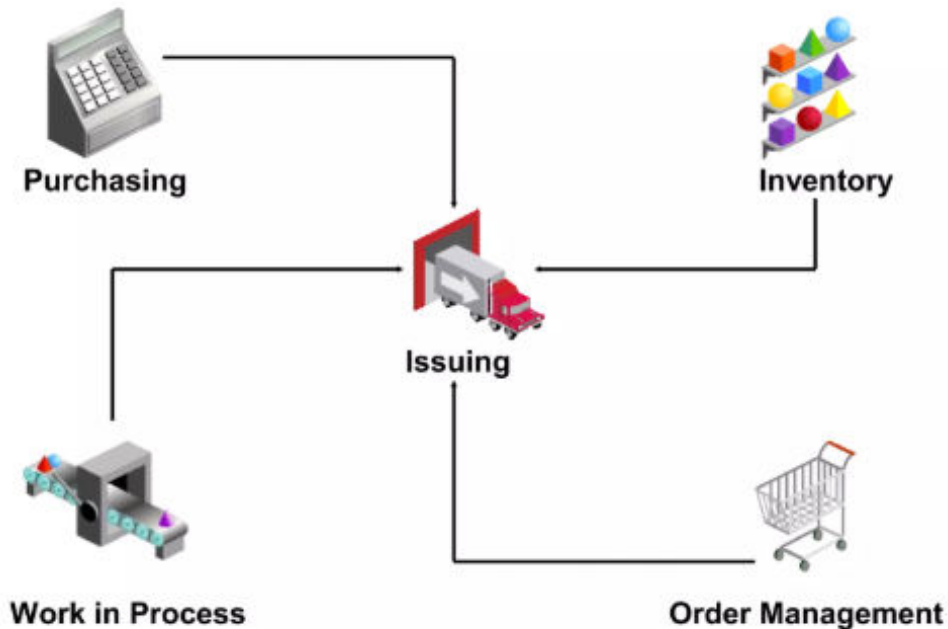 Purchasing
Inventory
Issuing
Work in Process
Order Management